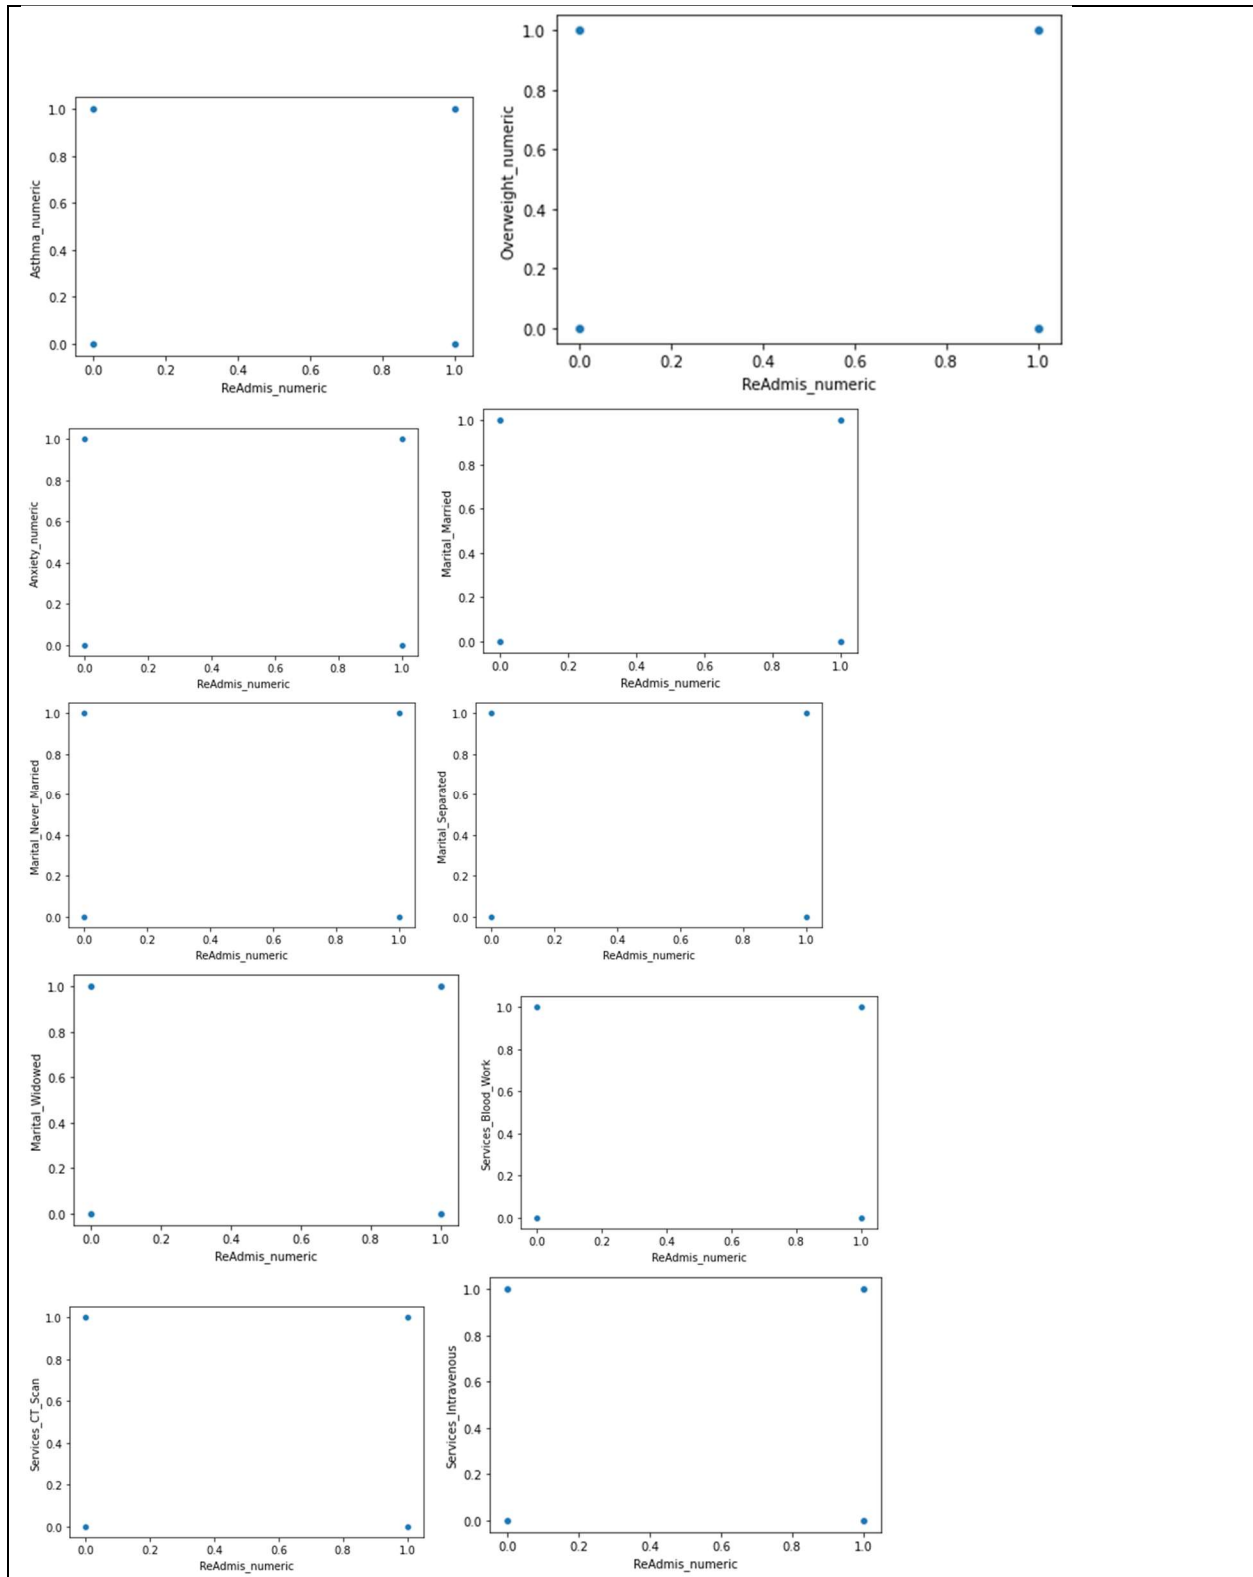 1.0
0.8
0.6
0.4
0.2
0.0
Asthma_numeric
0.0 0.2 0.4 0.6 0.8 1.0
ReAdmis_numeric
1.0
0.8
0.6
0.4
0.2
0.0
Overweight_numeric
0.0 0.2 0.4 0.6 0.8 1.0
ReAdmis_numeric
1.0
0.8
0.6
0.4
0.2
0.0
Anxiety_numeric
0.0 0.2 0.4 0.6 0.8 1.0
ReAdmis_numeric
1.0
0.8
0.6
0.4
0.2
0.0
Marital_Married
0.0 0.2 0.4 0.6 0.8 1.0
ReAdmis_numeric
1.0
0.8
0.6
0.4
0.2
0.0
Marital_Never_Married
0.0 0.2 0.4 0.6 0.8 1.0
ReAdmis_numeric
1.0
0.8
0.6
0.4
0.2
0.0
Marital_Separated
0.0 0.2 0.4 0.6 0.8 1.0
ReAdmis_numeric
1.0
0.8
0.6
0.4
0.2
0.0
Marital_Widowed
0.0 0.2 0.4 0.6 0.8 1.0
ReAdmis_numeric
1.0
0.8
0.6
0.4
0.2
0.0
Services_Blood_Work
0.0 0.2 0.4 0.6 0.8 1.0
ReAdmis_numeric
1.0
0.8
0.6
0.4
0.2
0.0
Services_CT_Scan
0.0 0.2 0.4 0.6 0.8 1.0
ReAdmis_numeric
1.0
0.8
0.6
0.4
0.2
0.0
Services_Intravenous
0.0 0.2 0.4 0.6 0.8 1.0
ReAdmis_numeric